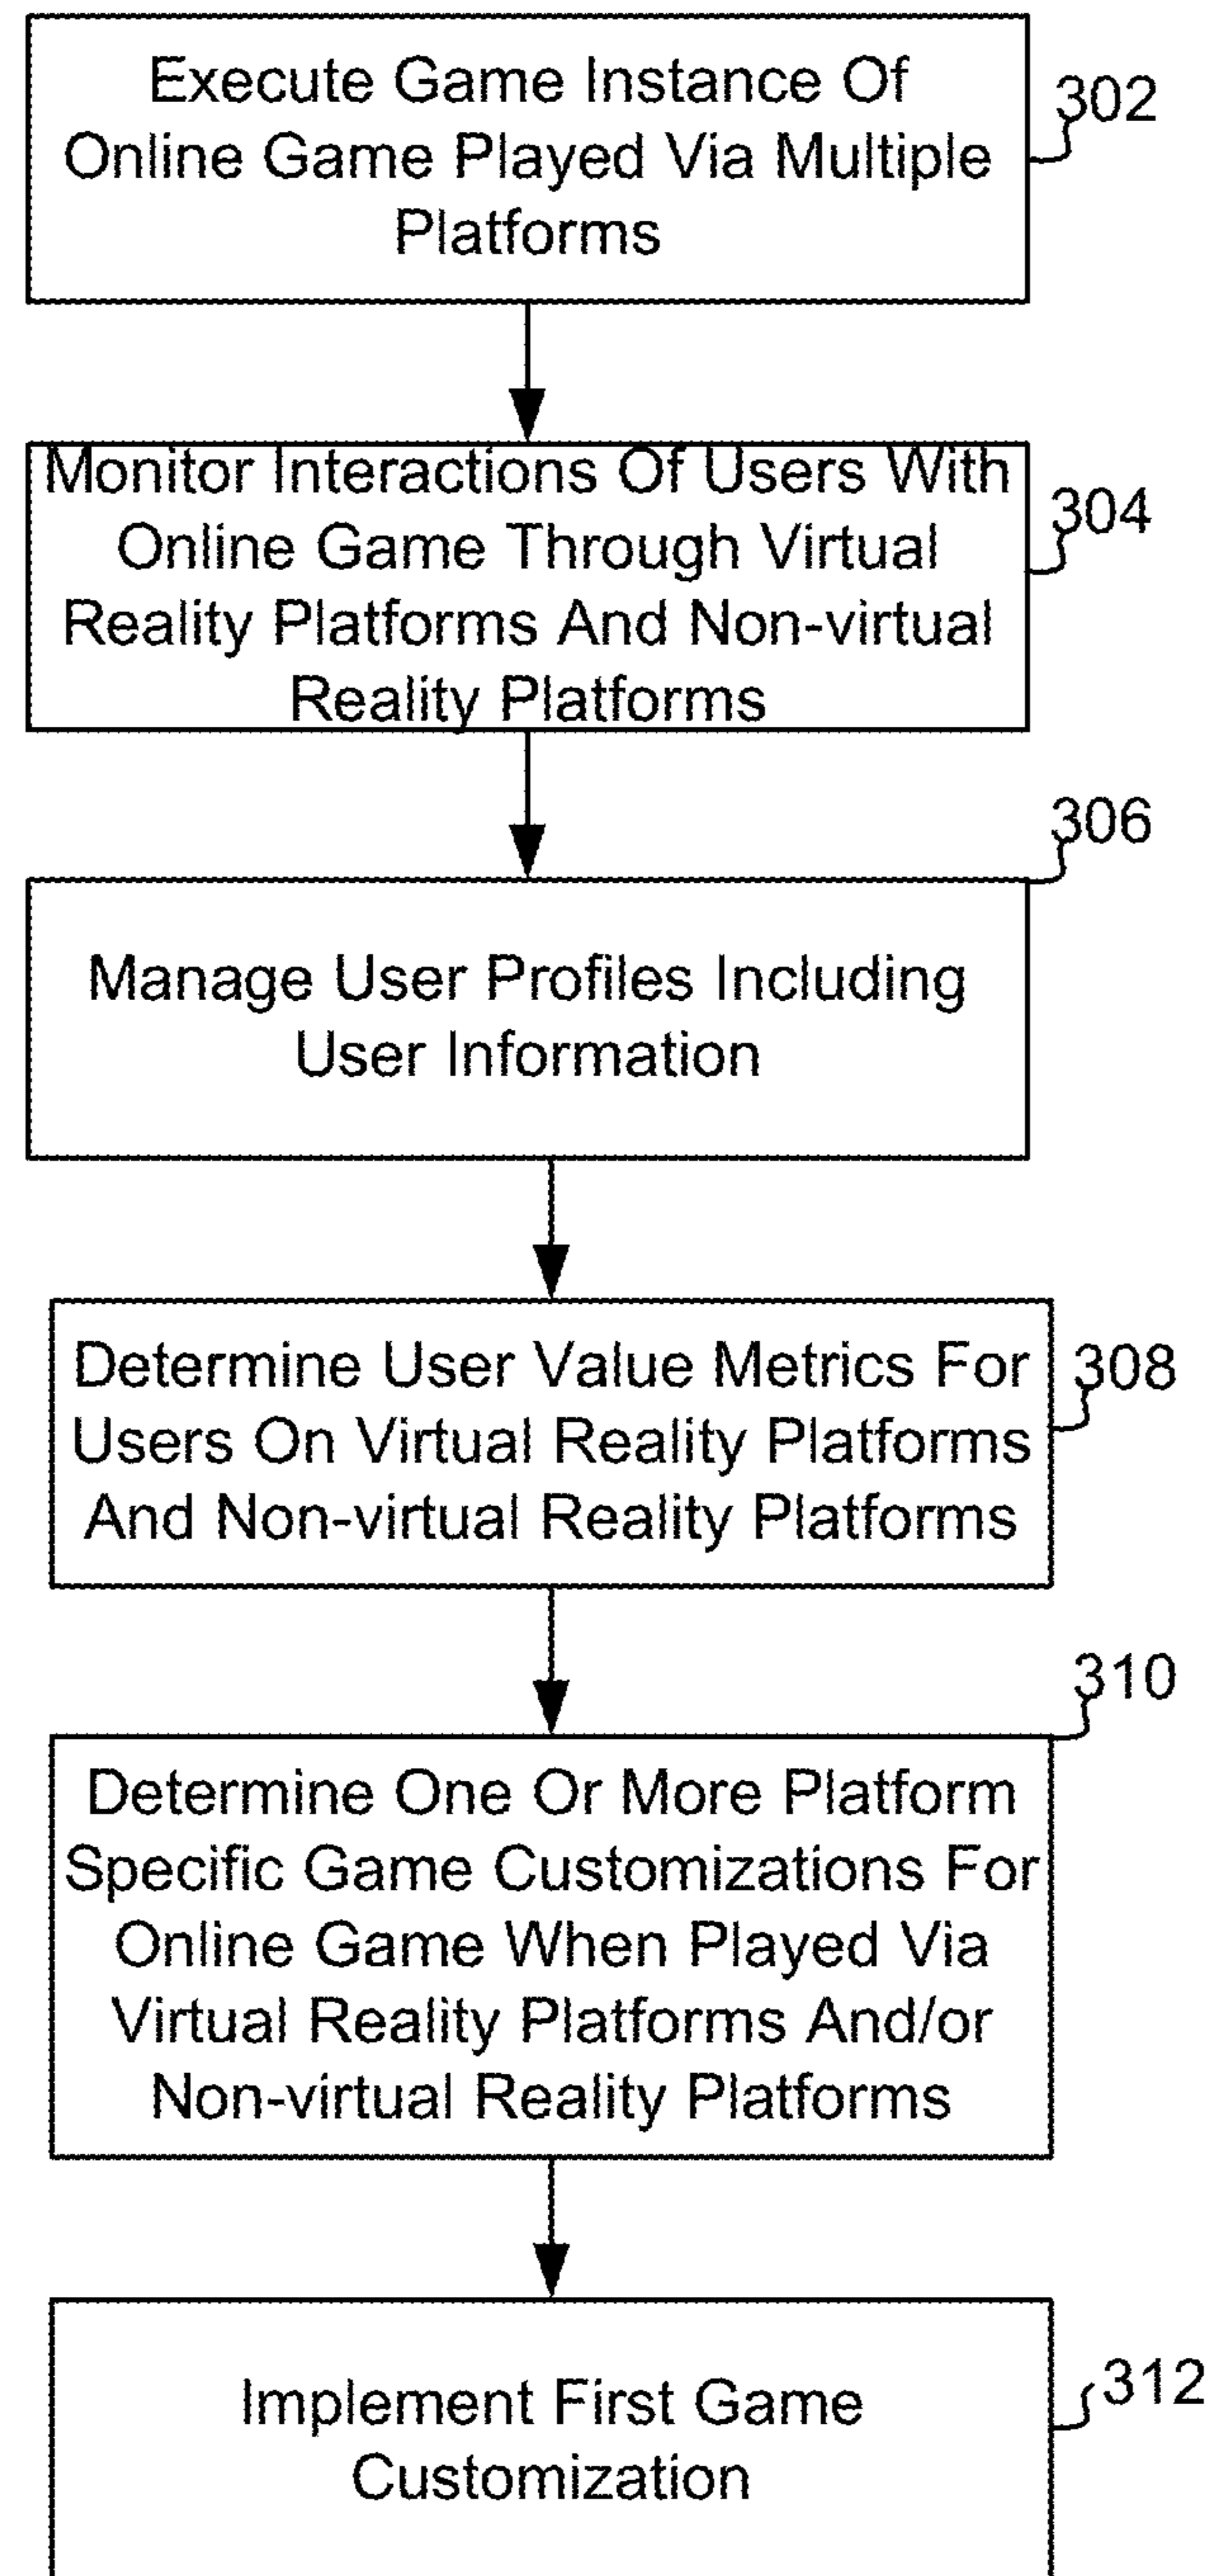 Execute Game Instance Of
Online Game Played Via Multiple
Platforms
302
Monitor Interactions Of Users With
Online Game Through Virtual
Reality Platforms And Non-virtual
Reality Platforms
304
306
Manage User Profiles Including
User Information
Determine User Value Metrics For
Users On Virtual Reality Platforms
And Non-virtual Reality Platforms
308
310
Determine One Or More Platform
Specific Game Customizations For
Online Game When Played Via
Virtual Reality Platforms And/or
Non-virtual Reality Platforms
Implement First Game
Customization
312